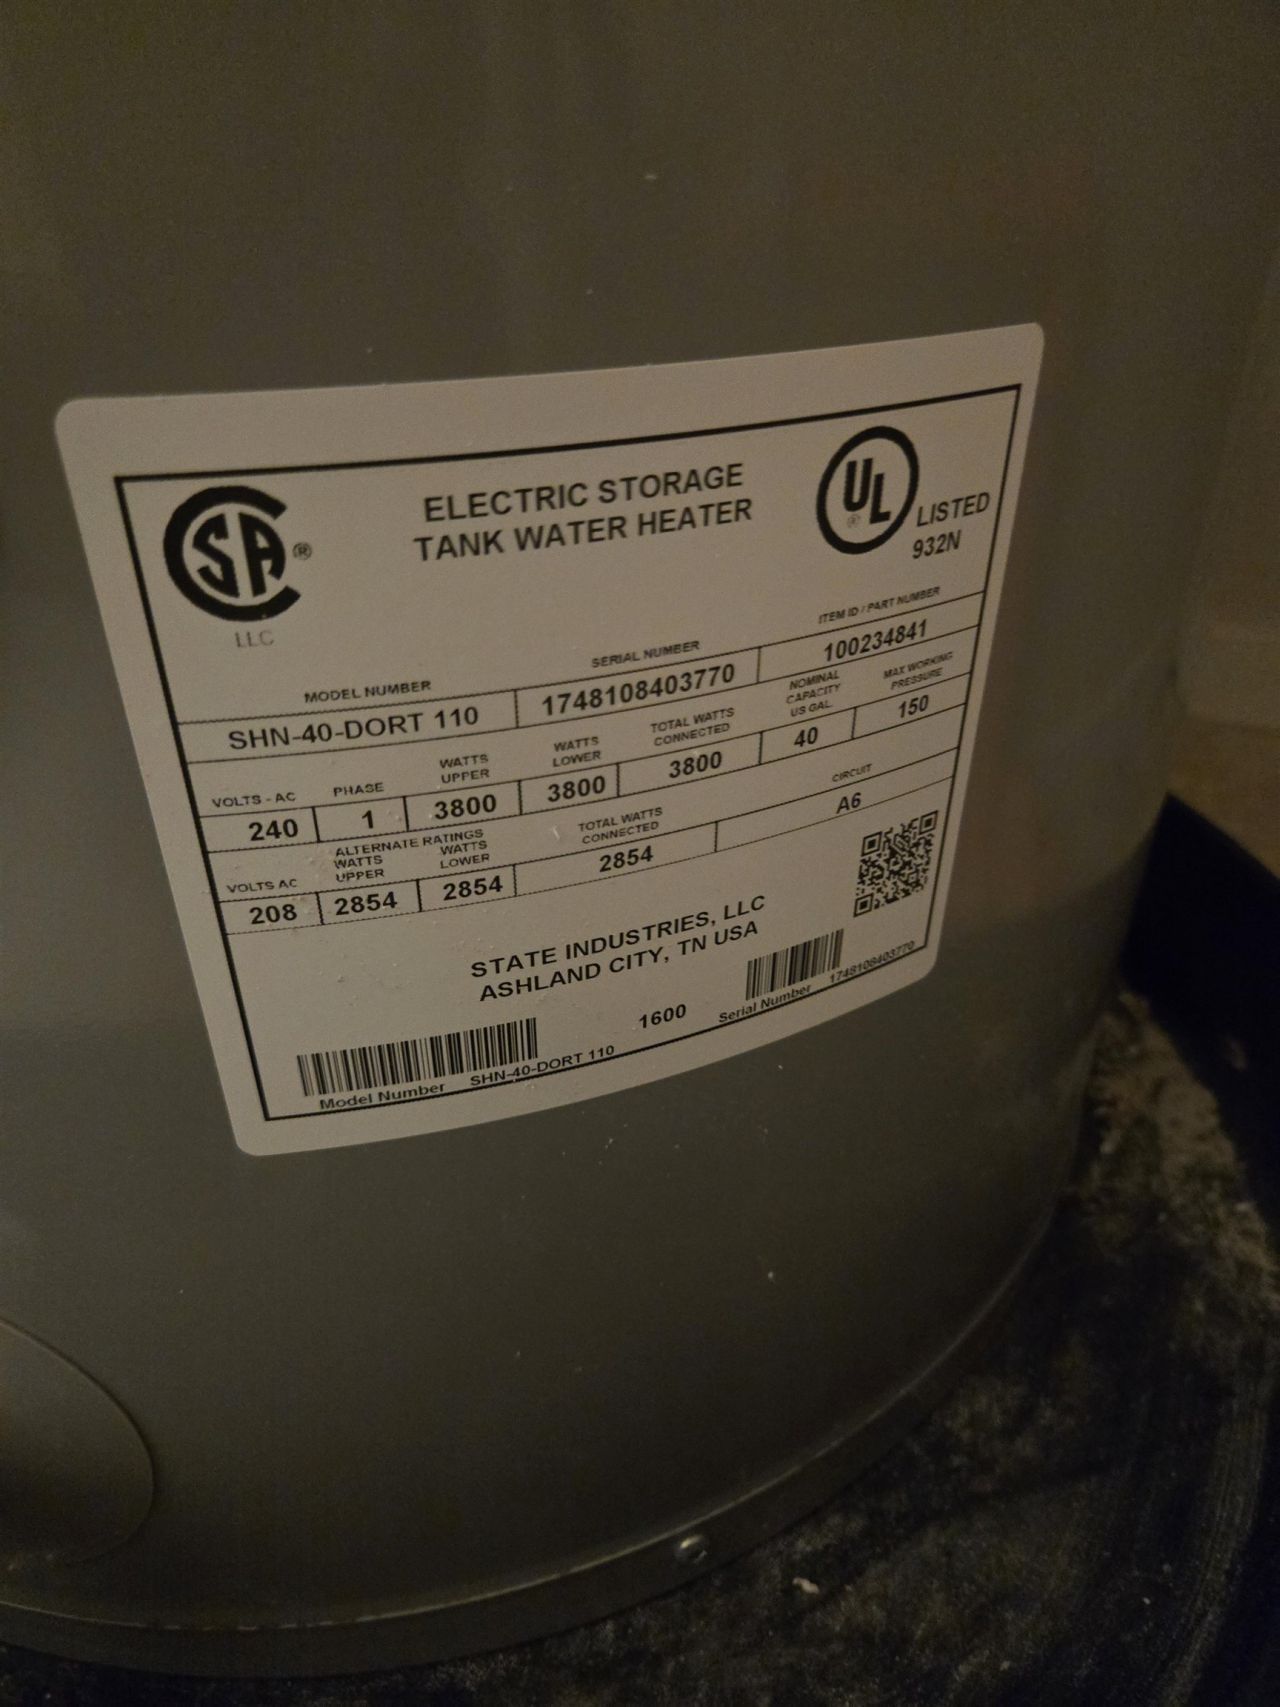 SA ®
LLC
ELECTRIC STORAGE
TANK WATER HEATER
UL ®
LISTED
932N
MODEL NUMBER
SERIAL NUMBER
ITEM ID / PART NUMBER
SHN-40-DORT 110
1748108403770
100234841
VOLTS - AC
PHASE
WATTS
UPPER
WATTS
LOWER
TOTAL WATTS
CONNECTED
NOMINAL
CAPACITY
US GAL.
MAX WORKING
PRESSURE
240
1
3800
3800
3800
40
150
ALTERNATE RATINGS
VOLTS AC
WATTS
UPPER
WATTS
LOWER
TOTAL WATTS
CONNECTED
CIRCUIT
208
2854
2854
2854
A6
STATE INDUSTRIES, LLC
ASHLAND CITY, TN USA
1600
Model Number SHN-40-DORT 110
Serial Number 1748108403770